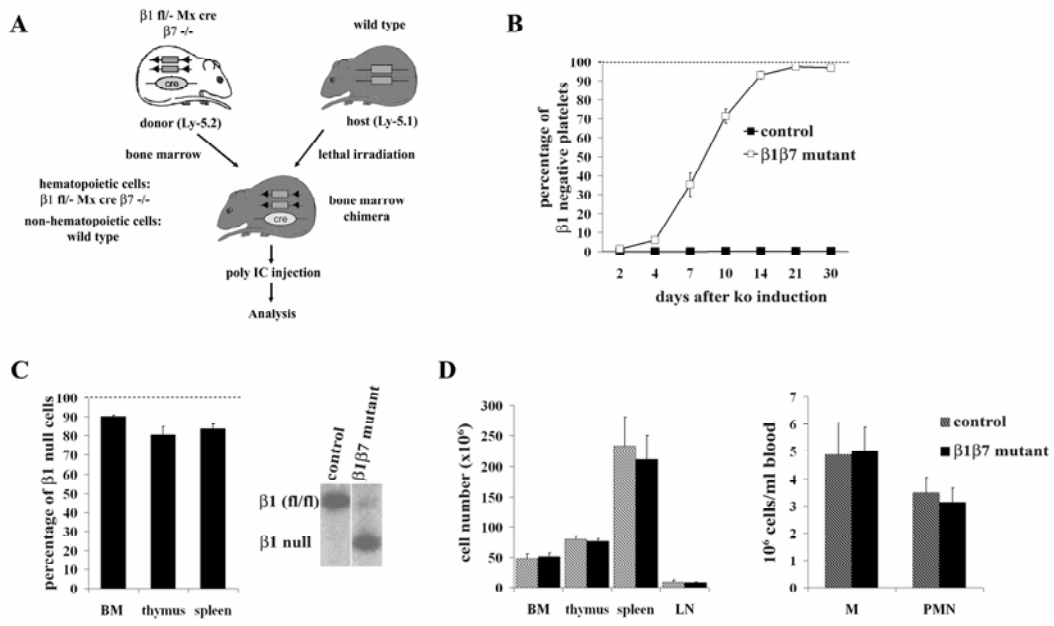 A
β1 fl/- Mx cre
β7 -/-
wild type
cre
donor (Ly-5.2)
host (Ly-5.1)
bone marrow
lethal irradiation
hematopoietic cells:
β1 fl/- Mx cre β7 -/-
non-hematopoietic cells:
wild type
cre
bone marrow
chimera
poly IC injection
Analysis
B
percentage of
β1 negative platelets
100
90
80
70
60
50
40
30
20
10
0
2 4 7 10 14 21 30
days after ko induction
control
β1β7 mutant
C
percentage of β1 null cells
100
90
80
70
60
50
40
30
20
10
0
BM thymus spleen
control
β1β7 mutant
β1 (fl/fl)
β1 null
D
cell number (x10⁶)
300
250
200
150
100
50
0
BM thymus spleen LN
10⁶ cells/ml blood
7
6
5
4
3
2
1
0
M PMN
control
β1β7 mutant